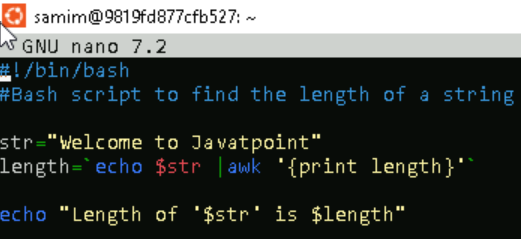 samim@9819fd877cfb527: ~
GNU nano 7.2
#!/bin/bash
#Bash script to find the length of a string
str="Welcome to Javatpoint"
length=`echo $str |awk '{print length}'`
echo "Length of '$str' is $length"